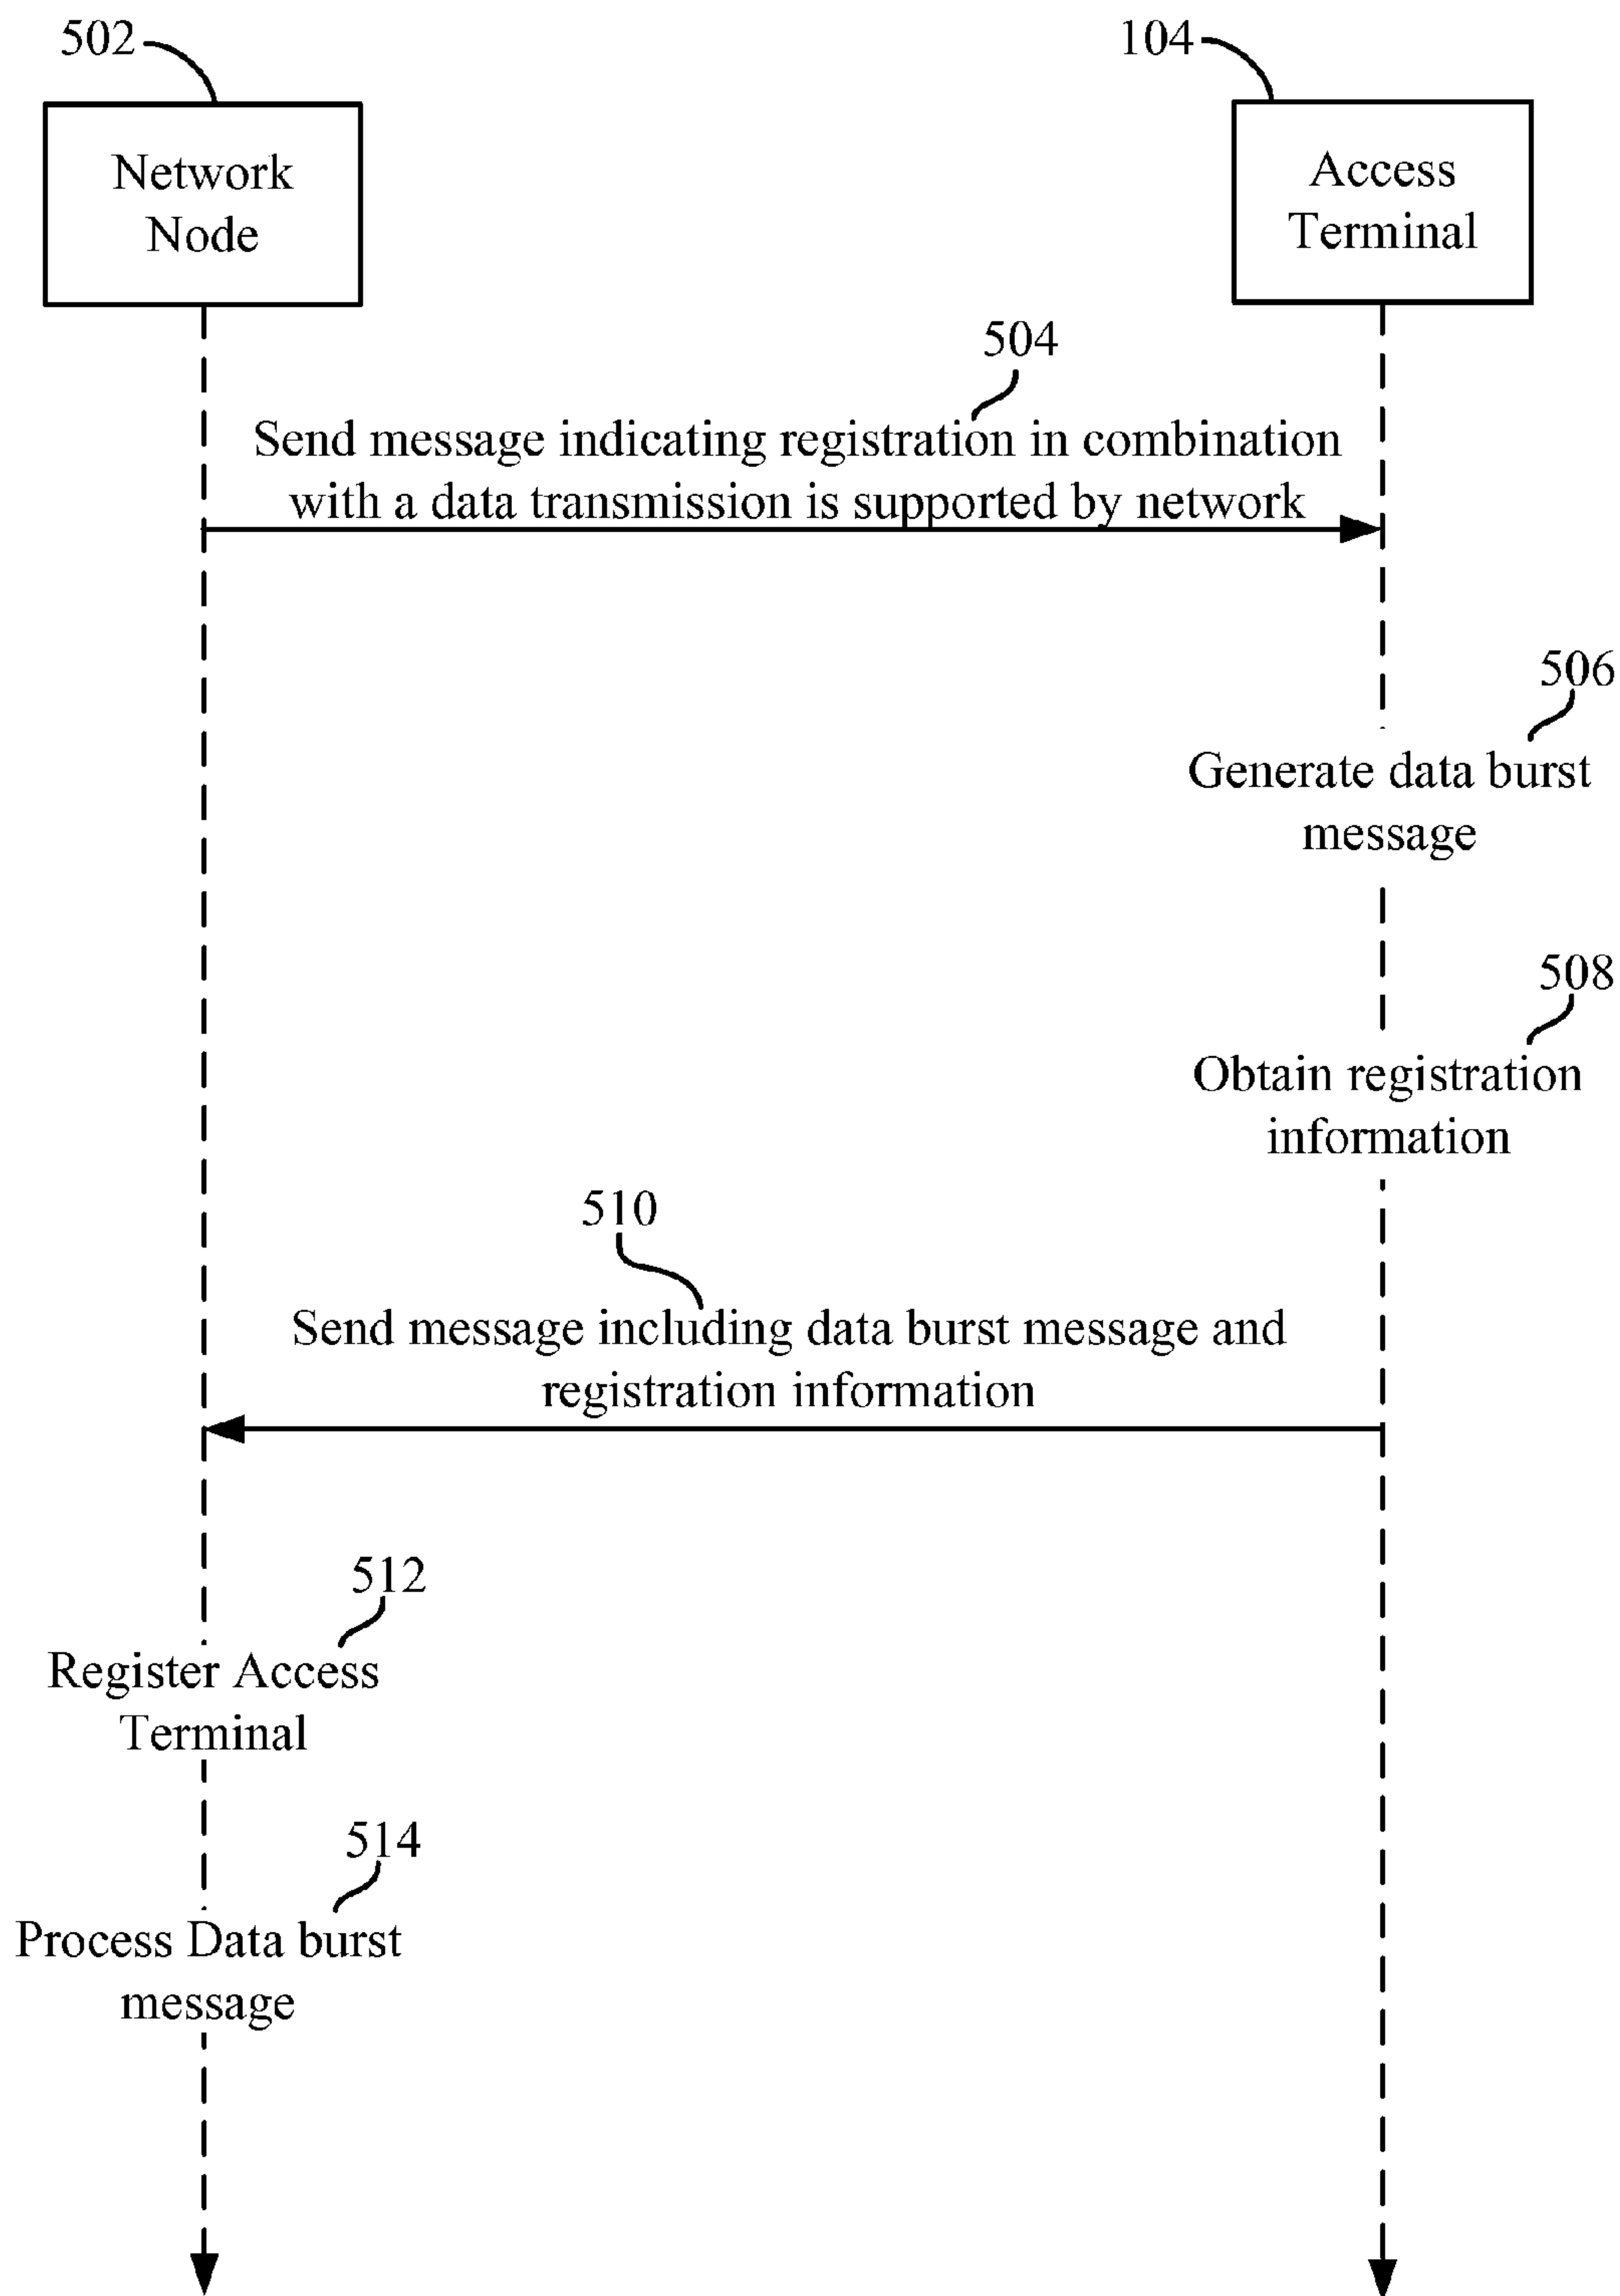 502
104
Network
Node
Access
Terminal
504
Send message indicating registration in combination
with a data transmission is supported by network
506
Generate data burst
message
508
Obtain registration
information
510
Send message including data burst message and
registration information
512
Register Access
Terminal
514
Process Data burst
message